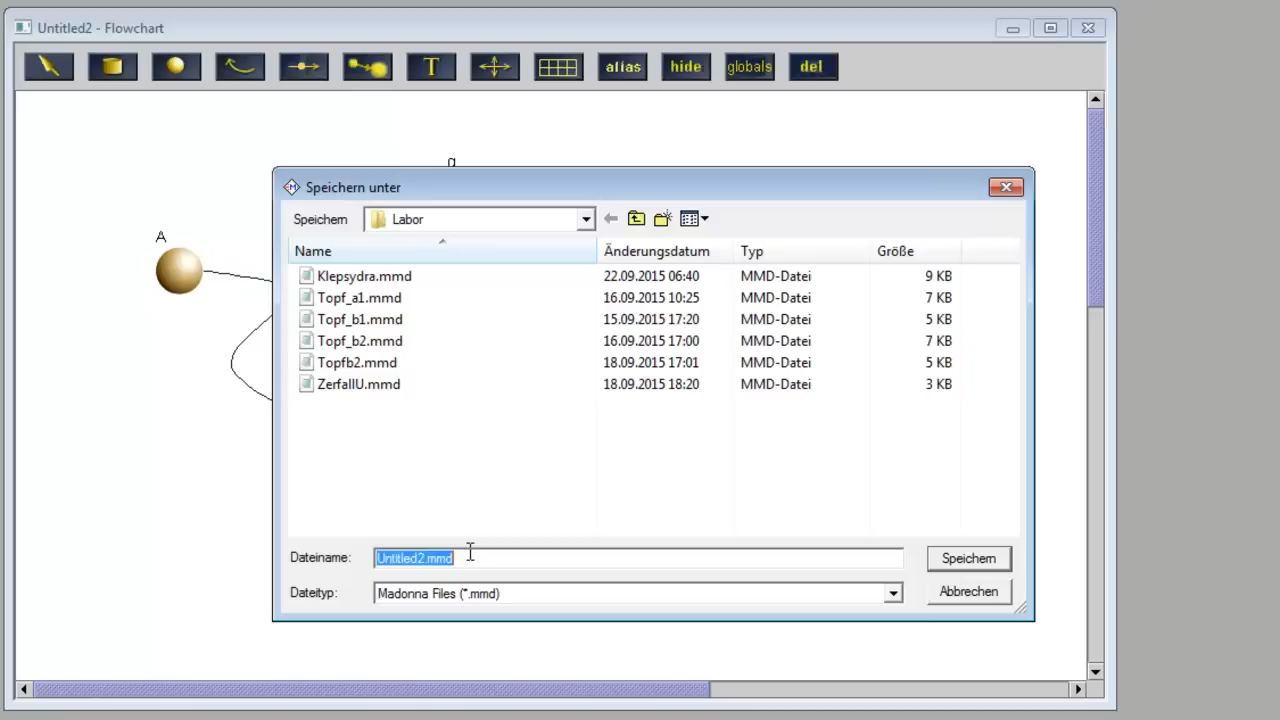 Untitled2 - Flowchart
T alias hide globals del
q
A
Speichern unter
Speichern Labor
Name Änderungsdatum Typ Größe
Klepsydra.mmd 22.09.2015 06:40 MMD-Datei 9 KB
Topf_a1.mmd 16.09.2015 10:25 MMD-Datei 7 KB
Topf_b1.mmd 15.09.2015 17:20 MMD-Datei 5 KB
Topf_b2.mmd 16.09.2015 17:00 MMD-Datei 7 KB
Topfb2.mmd 18.09.2015 17:01 MMD-Datei 5 KB
ZerfallU.mmd 18.09.2015 18:20 MMD-Datei 3 KB
Dateiname: Untitled2.mmd Speichern
Dateityp: Madonna Files (*.mmd) Abbrechen